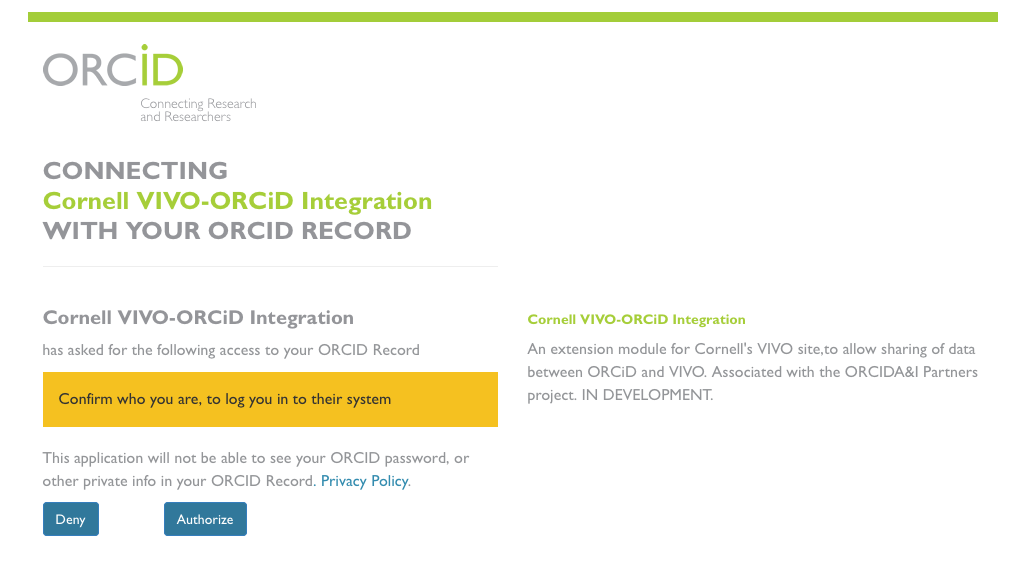 ORCiD
Connecting Research
and Researchers
CONNECTING
Cornell VIVO-ORCiD Integration
WITH YOUR ORCID RECORD
Cornell VIVO-ORCiD Integration
has asked for the following access to your ORCID Record
Confirm who you are, to log you in to their system
This application will not be able to see your ORCID password, or
other private info in your ORCID Record. Privacy Policy.
Deny
Authorize
Cornell VIVO-ORCiD Integration
An extension module for Cornell's VIVO site,to allow sharing of data
between ORCiD and VIVO. Associated with the ORCIDA&I Partners
project. IN DEVELOPMENT.